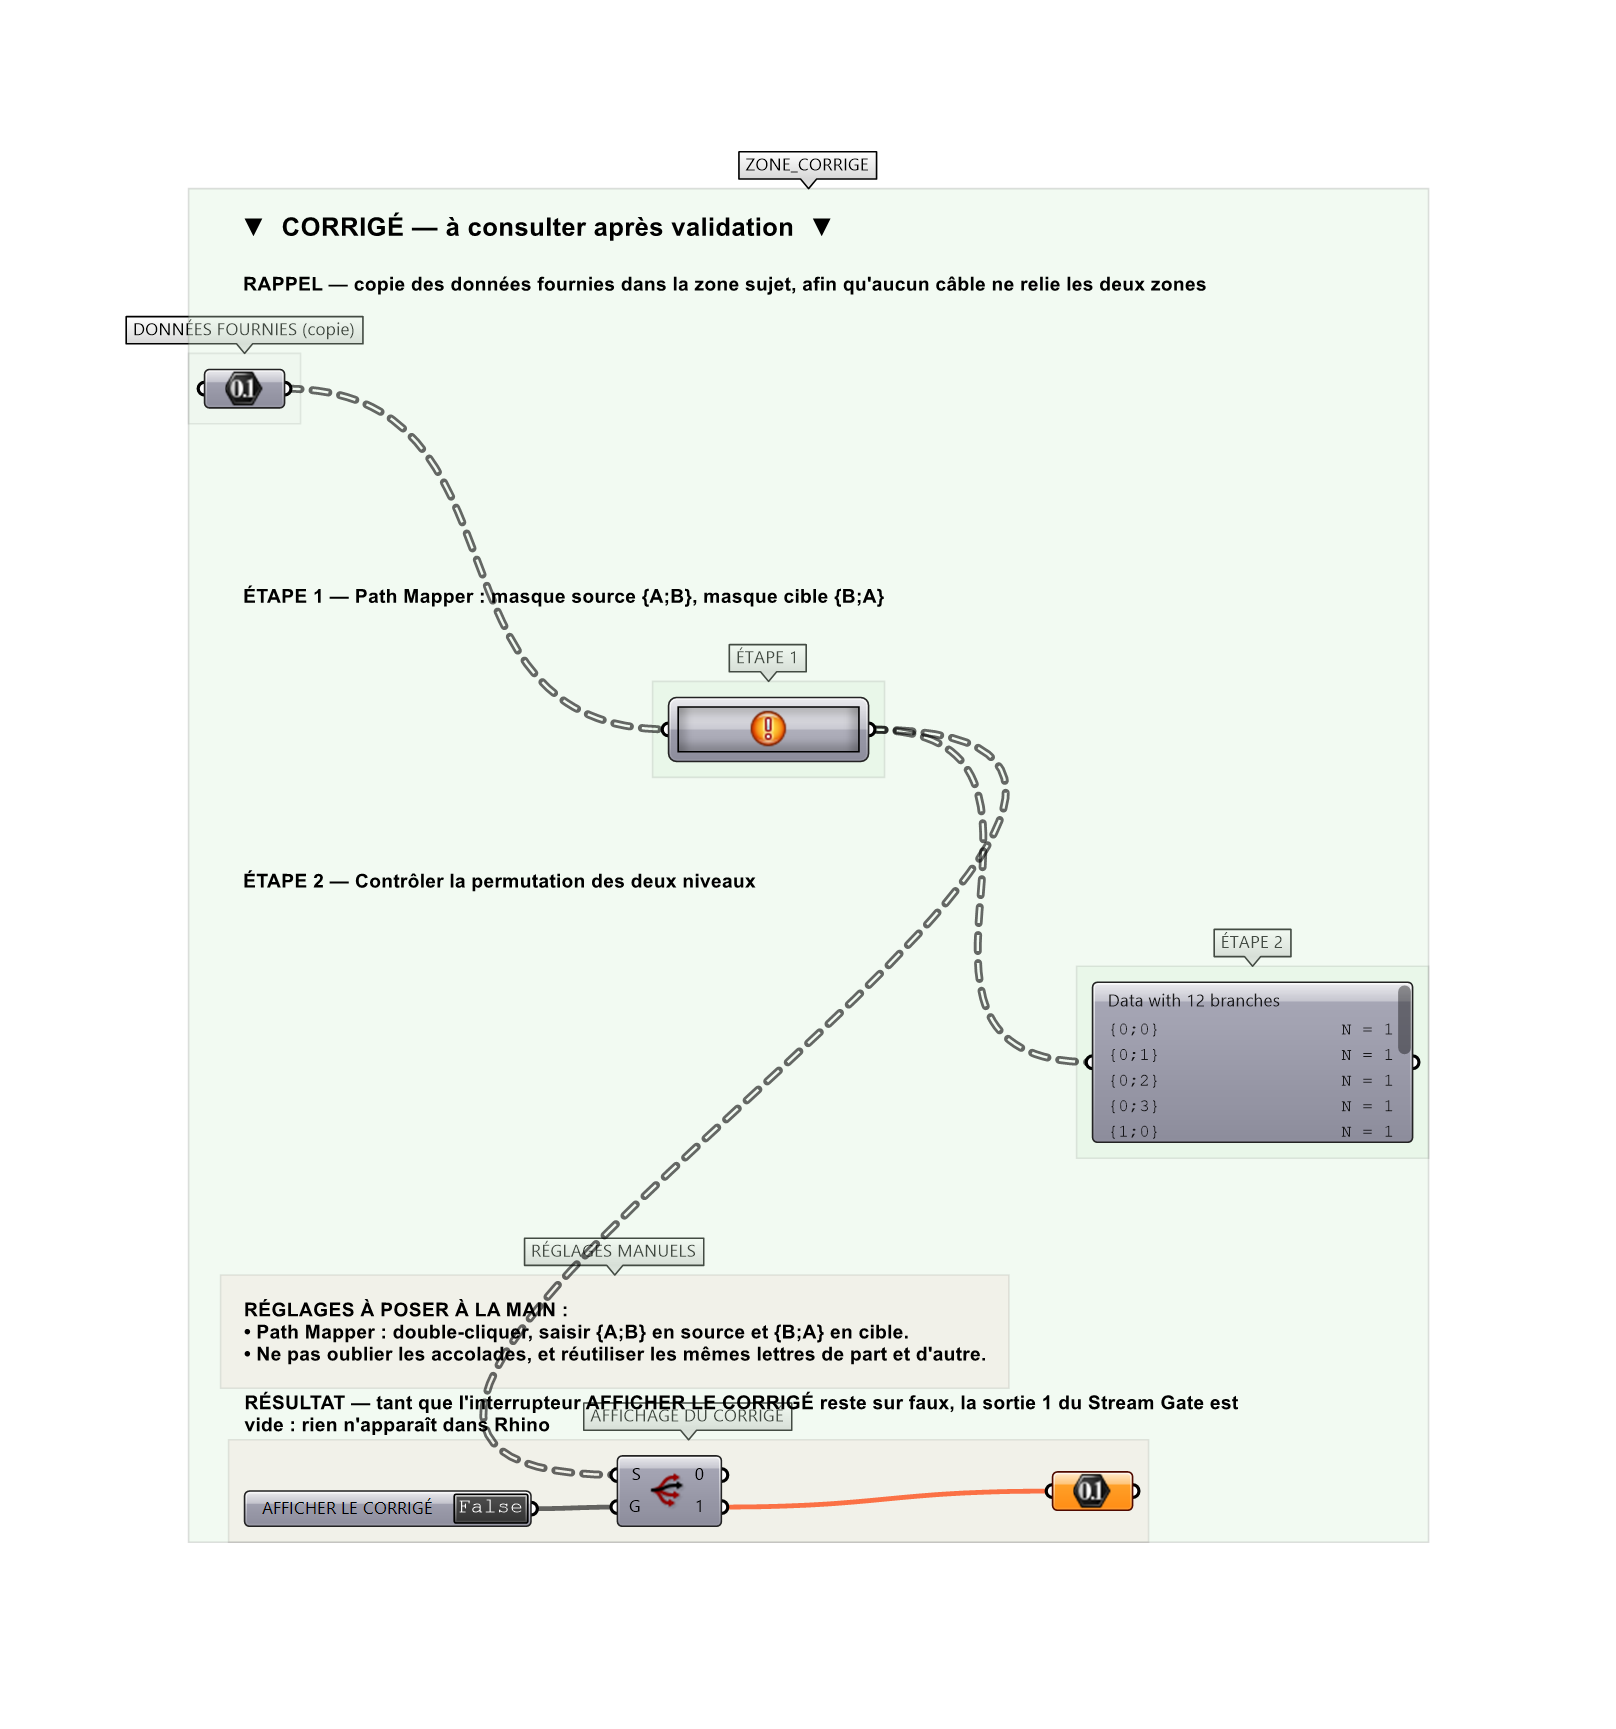 ZONE_CORRIGE
▼ CORRIGÉ — à consulter après validation ▼
RAPPEL — copie des données fournies dans la zone sujet, afin qu'aucun câble ne relie les deux zones
DONNÉES FOURNIES (copie)
0.1
ÉTAPE 1 — Path Mapper : masque source {A;B}, masque cible {B;A}
ÉTAPE 1
ÉTAPE 2 — Contrôler la permutation des deux niveaux
ÉTAPE 2
Data with 12 branches
{0;0} N = 1
{0;1} N = 1
{0;2} N = 1
{0;3} N = 1
{1;0} N = 1
RÉGLAGES MANUELS
RÉGLAGES À POSER À LA MAIN :
• Path Mapper : double-cliquer, saisir {A;B} en source et {B;A} en cible.
• Ne pas oublier les accolades, et réutiliser les mêmes lettres de part et d'autre.
RÉSULTAT — tant que l'interrupteur AFFICHER LE CORRIGÉ reste sur faux, la sortie 1 du Stream Gate est
vide : rien n'apparaît dans Rhino
AFFICHAGE DU CORRIGÉ
S 0
G 1
AFFICHER LE CORRIGÉ False
0.1